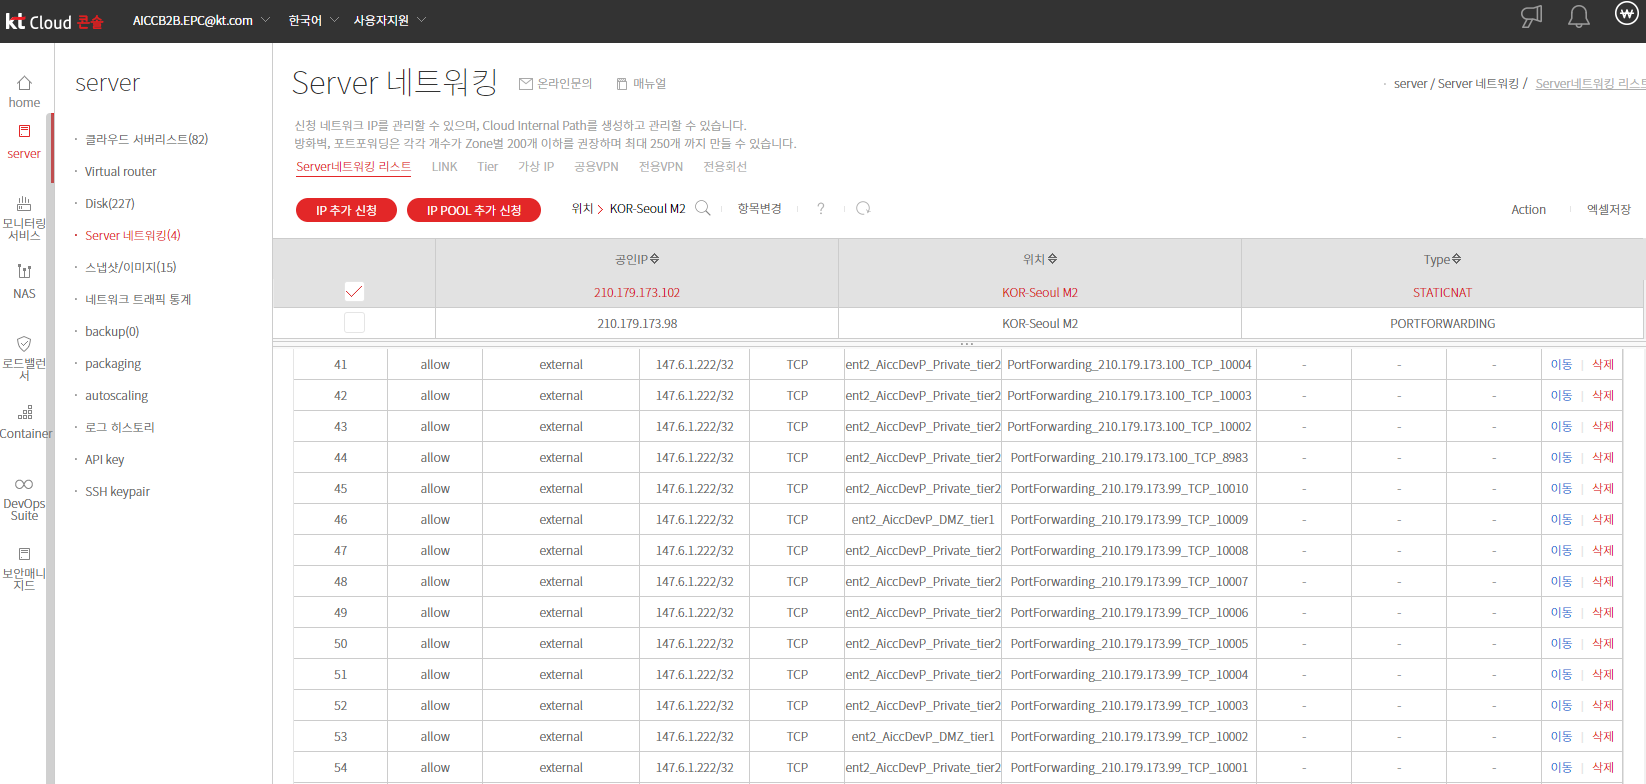 kt Cloud 콘솔 AICCB2B.EPC@kt.com 한국어 사용자지원
home
server
모니터링
서비스
NAS
로드밸런
서
Container
DevOps
Suite
보안매니
지드
server
· 클라우드 서버리스트(82)
· Virtual router
· Disk(227)
· Server 네트워킹(4)
· 스냅샷/이미지(15)
· 네트워크 트래픽 통계
· backup(0)
· packaging
· autoscaling
· 로그 히스토리
· API key
· SSH keypair
Server 네트워킹 온라인문의 매뉴얼
· server / Server 네트워킹 / Server네트워킹 리스트
신청 네트워크 IP를 관리할 수 있으며, Cloud Internal Path를 생성하고 관리할 수 있습니다.
방화벽, 포트포워딩은 각각 개수가 Zone별 200개 이하를 권장하며 최대 250개 까지 만들 수 있습니다.
Server네트워킹 리스트 LINK Tier 가상 IP 공용VPN 전용VPN 전용회선
IP 추가 신청 IP POOL 추가 신청 위치 > KOR-Seoul M2 항목변경 ? Action 엑셀저장
공인IP 위치 Type
210.179.173.102 KOR-Seoul M2 STATICNAT
210.179.173.98 KOR-Seoul M2 PORTFORWARDING
41 allow external 147.6.1.222/32 TCP ent2_AiccDevP_Private_tier2 PortForwarding_210.179.173.100_TCP_10004 - - - 이동 | 삭제
42 allow external 147.6.1.222/32 TCP ent2_AiccDevP_Private_tier2 PortForwarding_210.179.173.100_TCP_10003 - - - 이동 | 삭제
43 allow external 147.6.1.222/32 TCP ent2_AiccDevP_Private_tier2 PortForwarding_210.179.173.100_TCP_10002 - - - 이동 | 삭제
44 allow external 147.6.1.222/32 TCP ent2_AiccDevP_Private_tier2 PortForwarding_210.179.173.100_TCP_8983 - - - 이동 | 삭제
45 allow external 147.6.1.222/32 TCP ent2_AiccDevP_Private_tier2 PortForwarding_210.179.173.99_TCP_10010 - - - 이동 | 삭제
46 allow external 147.6.1.222/32 TCP ent2_AiccDevP_DMZ_tier1 PortForwarding_210.179.173.99_TCP_10009 - - - 이동 | 삭제
47 allow external 147.6.1.222/32 TCP ent2_AiccDevP_Private_tier2 PortForwarding_210.179.173.99_TCP_10008 - - - 이동 | 삭제
48 allow external 147.6.1.222/32 TCP ent2_AiccDevP_Private_tier2 PortForwarding_210.179.173.99_TCP_10007 - - - 이동 | 삭제
49 allow external 147.6.1.222/32 TCP ent2_AiccDevP_Private_tier2 PortForwarding_210.179.173.99_TCP_10006 - - - 이동 | 삭제
50 allow external 147.6.1.222/32 TCP ent2_AiccDevP_Private_tier2 PortForwarding_210.179.173.99_TCP_10005 - - - 이동 | 삭제
51 allow external 147.6.1.222/32 TCP ent2_AiccDevP_Private_tier2 PortForwarding_210.179.173.99_TCP_10004 - - - 이동 | 삭제
52 allow external 147.6.1.222/32 TCP ent2_AiccDevP_Private_tier2 PortForwarding_210.179.173.99_TCP_10003 - - - 이동 | 삭제
53 allow external 147.6.1.222/32 TCP ent2_AiccDevP_DMZ_tier1 PortForwarding_210.179.173.99_TCP_10002 - - - 이동 | 삭제
54 allow external 147.6.1.222/32 TCP ent2_AiccDevP_Private_tier2 PortForwarding_210.179.173.99_TCP_10001 - - - 이동 | 삭제